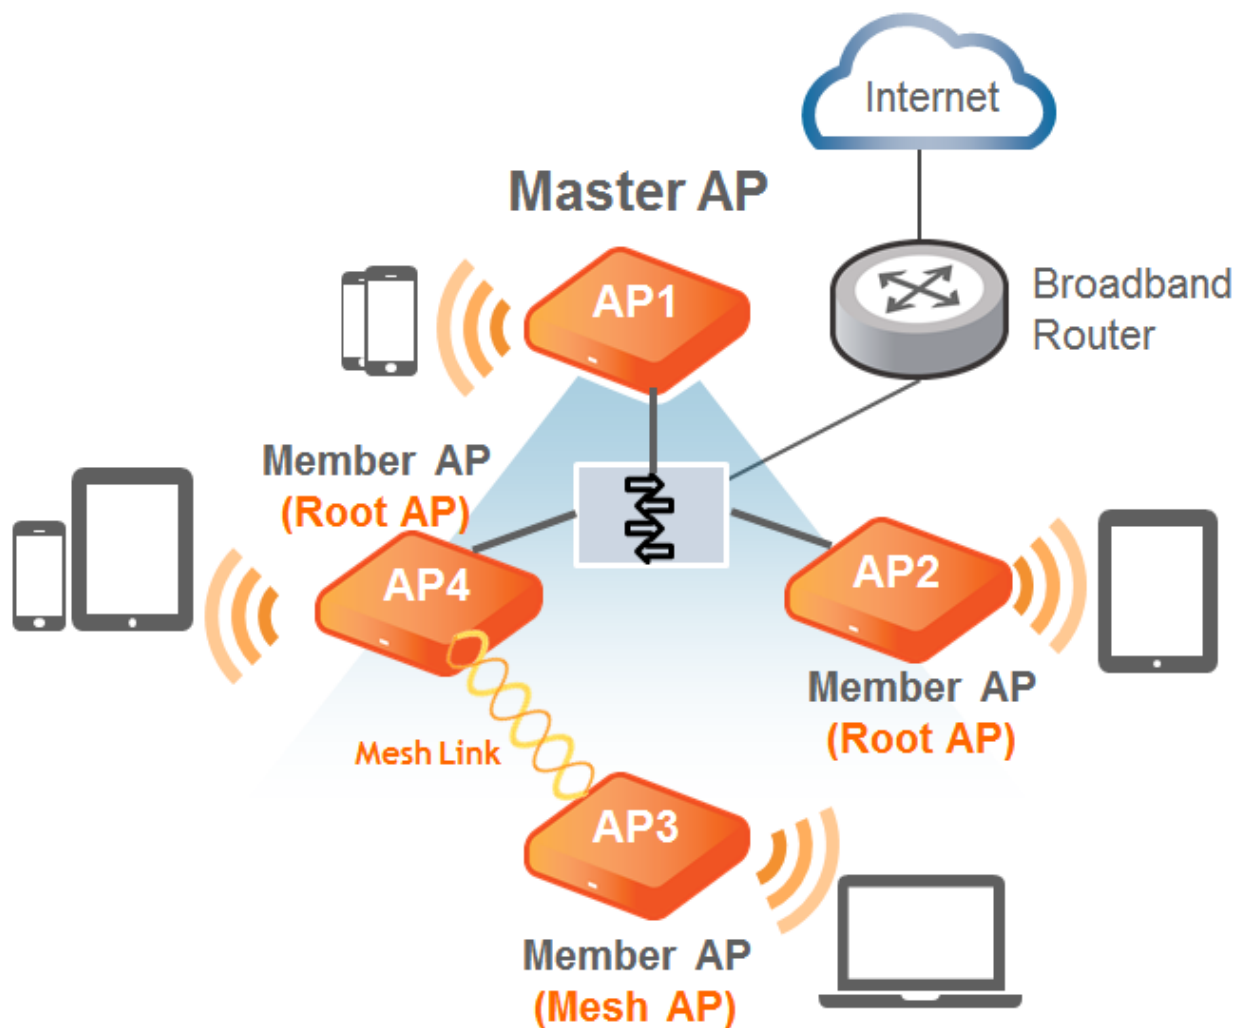 Internet
Master AP
AP1
Broadband
Router
Member AP
(Root AP)
AP4
AP2
Member AP
(Root AP)
Mesh Link
AP3
Member AP
(Mesh AP)